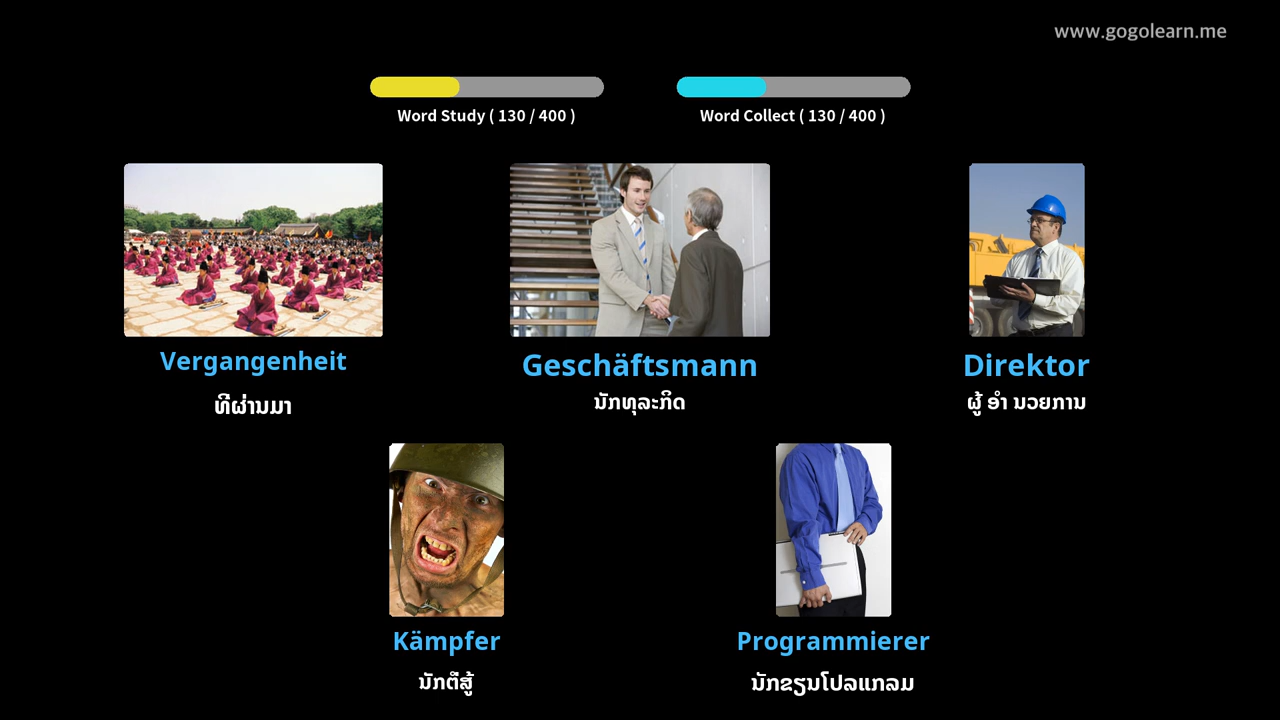 www.gogolearn.me
Word Study ( 130 / 400 )
Word Collect ( 130 / 400 )
Vergangenheit
ທີຜ່ານມາ
Geschäftsmann
ນັກທຸລະກິດ
Direktor
ຜູ້ ອຳ ນວຍການ
Kämpfer
ນັກຕໍສູ້
Programmierer
ນັກຂຽນໂປລແກລມ